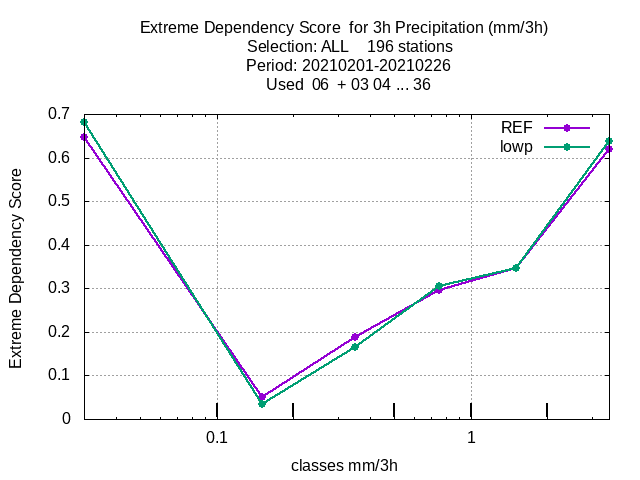 Extreme Dependency Score  for 3h Precipitation (mm/3h)
Selection: ALL    196 stations
Period: 20210201-20210226
Used  06  + 03 04 ... 36
REF
lowp
0.7
0.6
0.5
0.4
0.3
0.2
0.1
0
Extreme Dependency Score
0.1
1
classes mm/3h